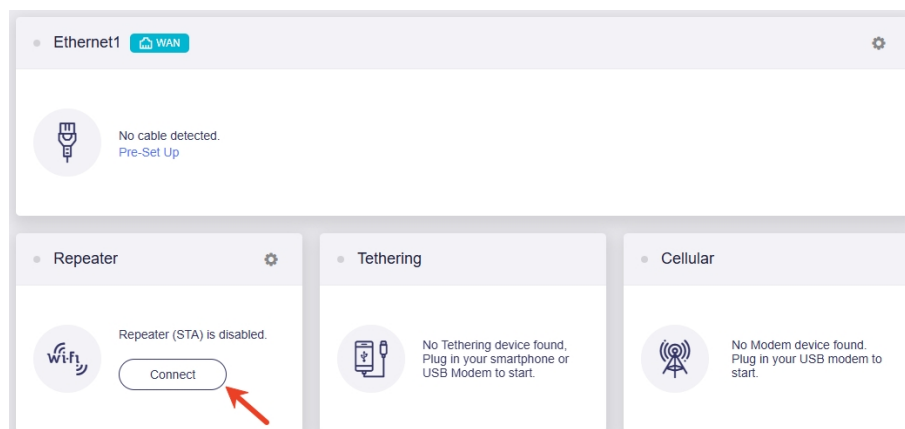 Ethernet1 WAN
No cable detected.
Pre-Set Up
Repeater
Tethering
Cellular
wi-fi
Repeater (STA) is disabled.
Connect
No Tethering device found,
Plug in your smartphone or
USB Modem to start.
No Modem device found.
Plug in your USB modem to
start.